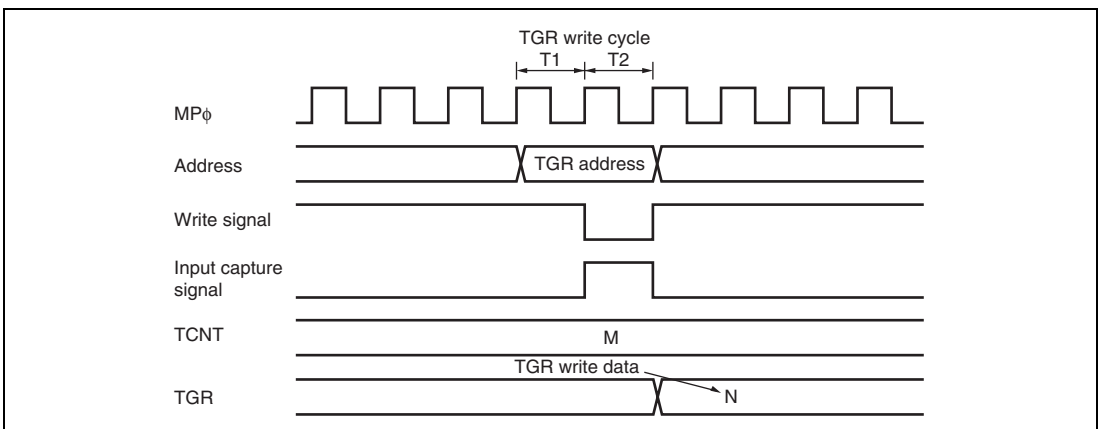 TGR write cycle
T1 T2
MPφ
Address
TGR address
Write signal
Input capture
signal
TCNT
M
TGR write data
TGR
N